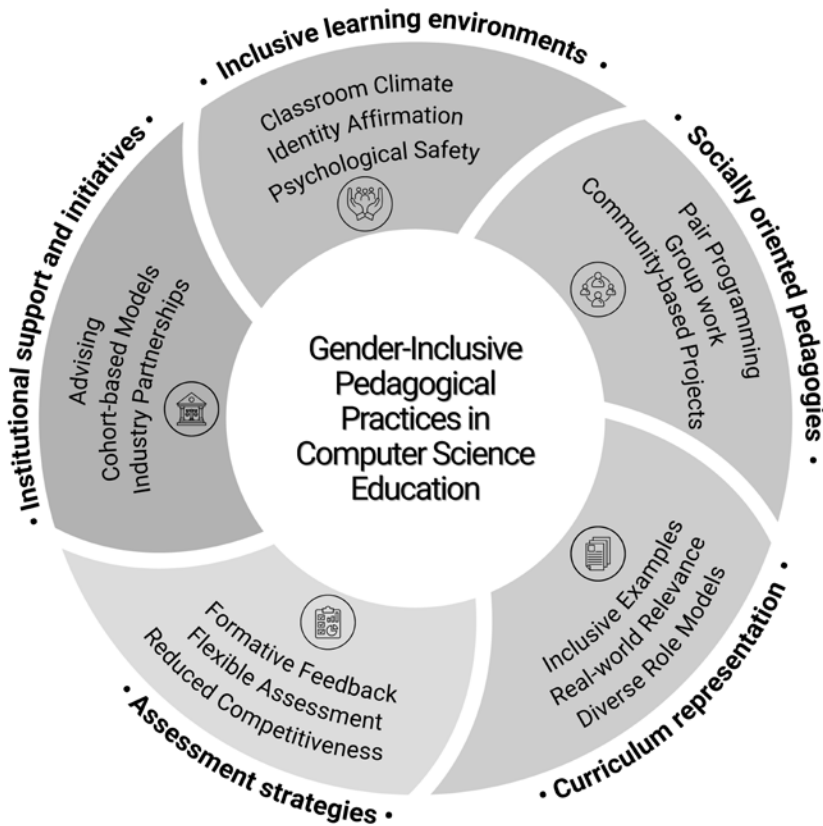 • Inclusive learning environments •
Classroom Climate
Identity Affirmation
Psychological Safety
• Socially oriented pedagogies •
Pair Programming
Group work
Community-based Projects
• Curriculum representation •
Inclusive Examples
Real-world Relevance
Diverse Role Models
• Assessment strategies •
Formative Feedback
Flexible Assessment
Reduced Competitiveness
• Institutional support and initiatives •
Advising
Cohort-based Models
Industry Partnerships
Gender-Inclusive
Pedagogical
Practices in
Computer Science
Education